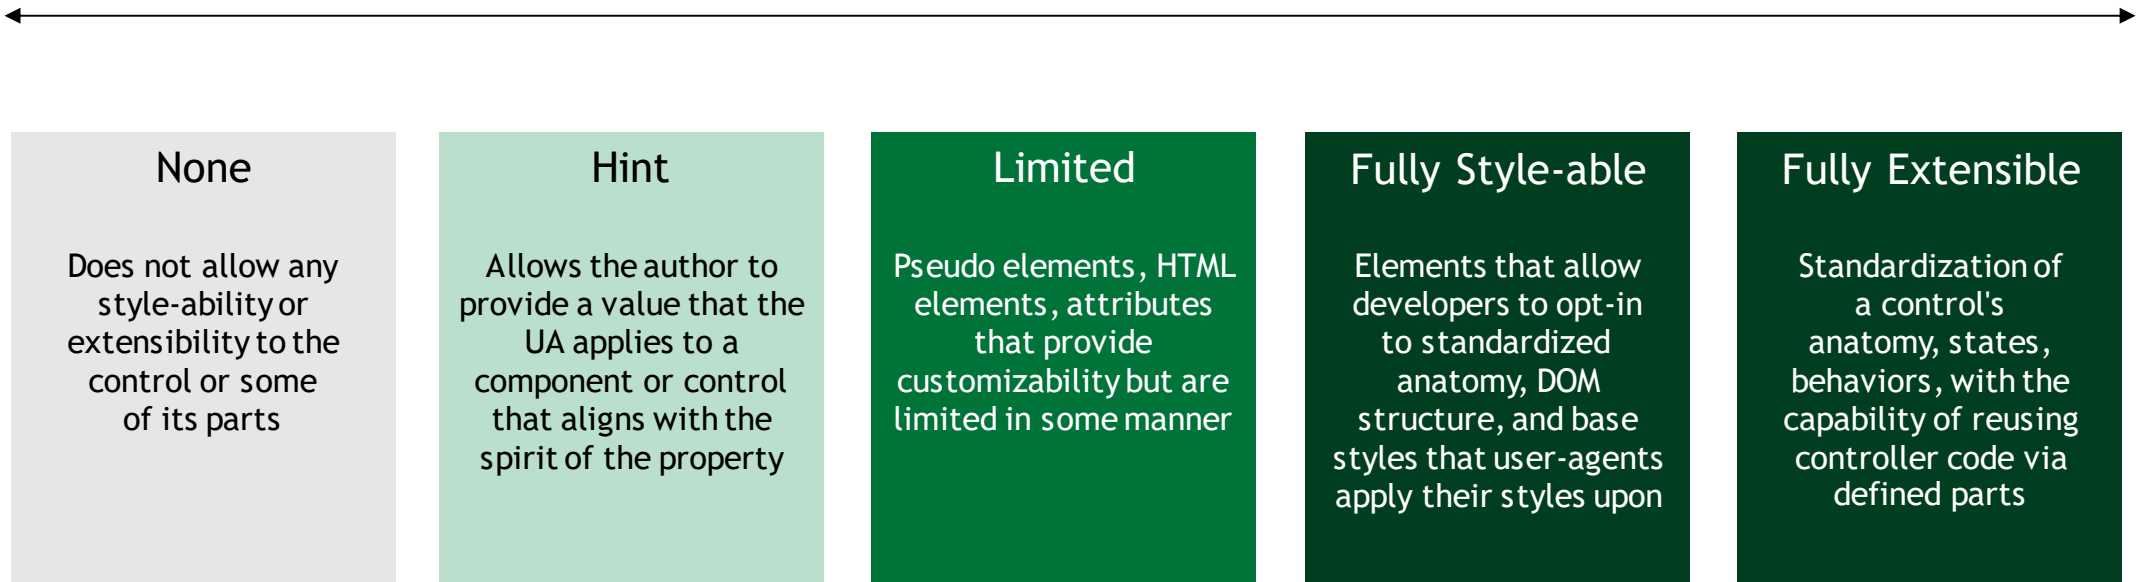 None
Does not allow any
style-ability or
extensibility to the
control or some
of its parts
Hint
Allows the author to
provide a value that the
UA applies to a
component or control
that aligns with the
spirit of the property
Limited
Pseudo elements, HTML
elements, attributes
that provide
customizability but are
limited in some manner
Fully Style-able
Elements that allow
developers to opt-in
to standardized
anatomy, DOM
structure, and base
styles that user-agents
apply their styles upon
Fully Extensible
Standardization of
a control's
anatomy, states,
behaviors, with the
capability of reusing
controller code via
defined parts